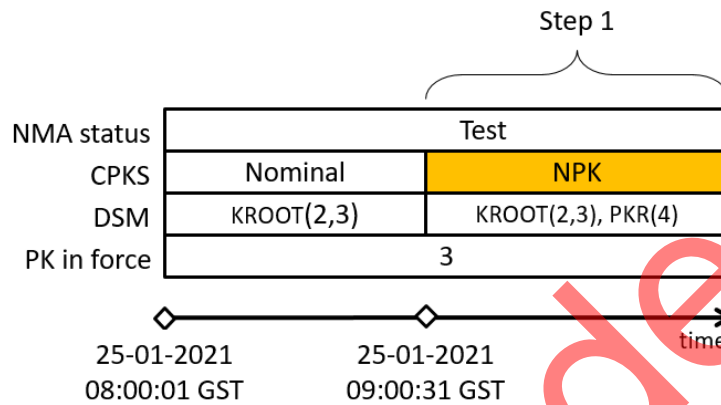 Step 1
NMA status Test
CPKS Nominal NPK
DSM KROOT(2,3) KROOT(2,3), PKR(4)
PK in force 3
time
25-01-2021 25-01-2021
08:00:01 GST 09:00:31 GST
de